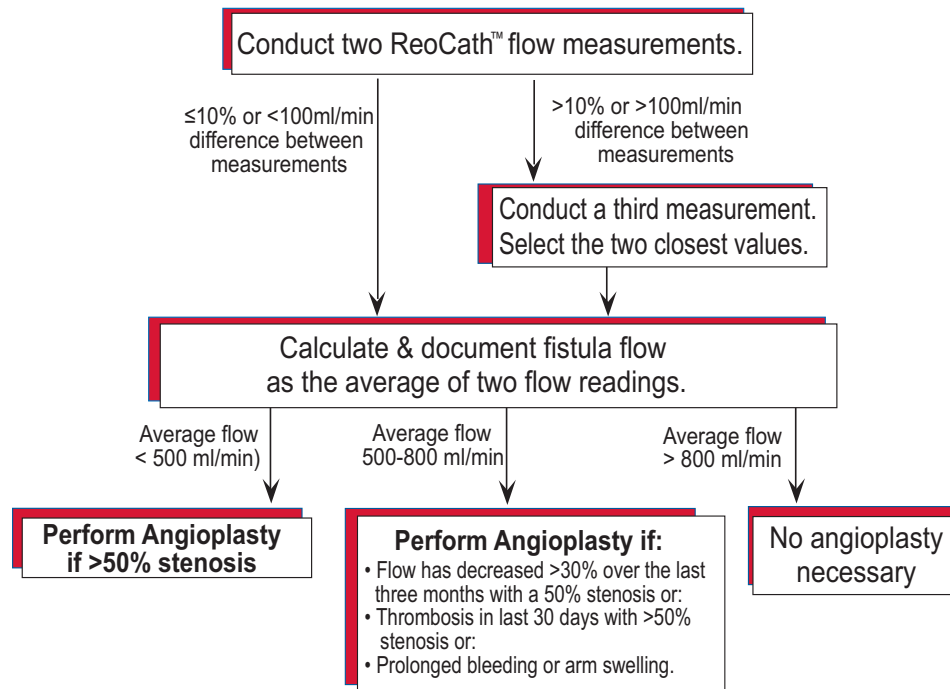 Conduct two ReoCath™ flow measurements.
≤10% or <100ml/min
difference between
measurements
>10% or >100ml/min
difference between
measurements
Conduct a third measurement.
Select the two closest values.
Calculate & document fistula flow
as the average of two flow readings.
Average flow
< 500 ml/min)
Average flow
500-800 ml/min
Average flow
> 800 ml/min
Perform Angioplasty
if >50% stenosis
Perform Angioplasty if:
• Flow has decreased >30% over the last
three months with a 50% stenosis or:
• Thrombosis in last 30 days with >50%
stenosis or:
• Prolonged bleeding or arm swelling.
No angioplasty
necessary